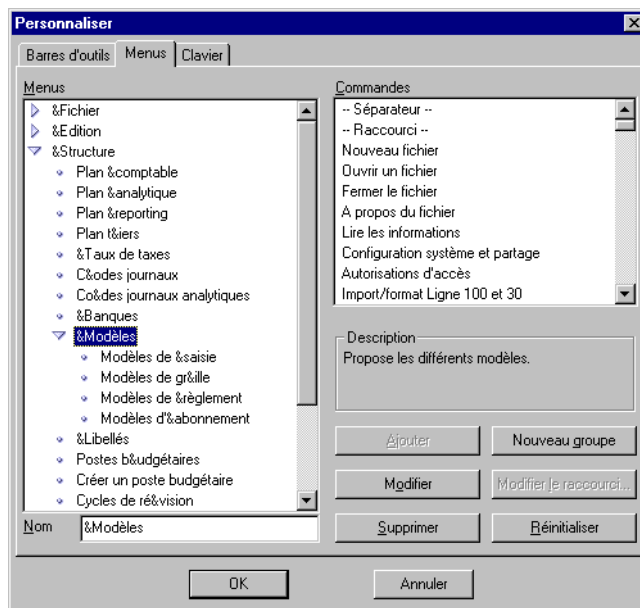 Personnaliser
Barres d'outils
Menus
Clavier
Menus
&Fichier
&Edition
&Structure
Plan &comptable
Plan &analytique
Plan &reporting
Plan t&iers
&Taux de taxes
C&odes journaux
Co&des journaux analytiques
&Banques
&Modèles
Modèles de &saisie
Modèles de gr&ille
Modèles de &règlement
Modèles d'&abonnement
&Libellés
Postes b&udgétaires
Créer un poste budgétaire
Cycles de ré&vision
Nom
&Modèles
Commandes
-- Séparateur --
-- Raccourci --
Nouveau fichier
Ouvrir un fichier
Fermer le fichier
A propos du fichier
Lire les informations
Configuration système et partage
Autorisations d'accès
Import/format Ligne 100 et 30
Description
Propose les différents modèles.
Ajouter
Nouveau groupe
Modifier
Modifier le raccourci...
Supprimer
Réinitialiser
OK
Annuler